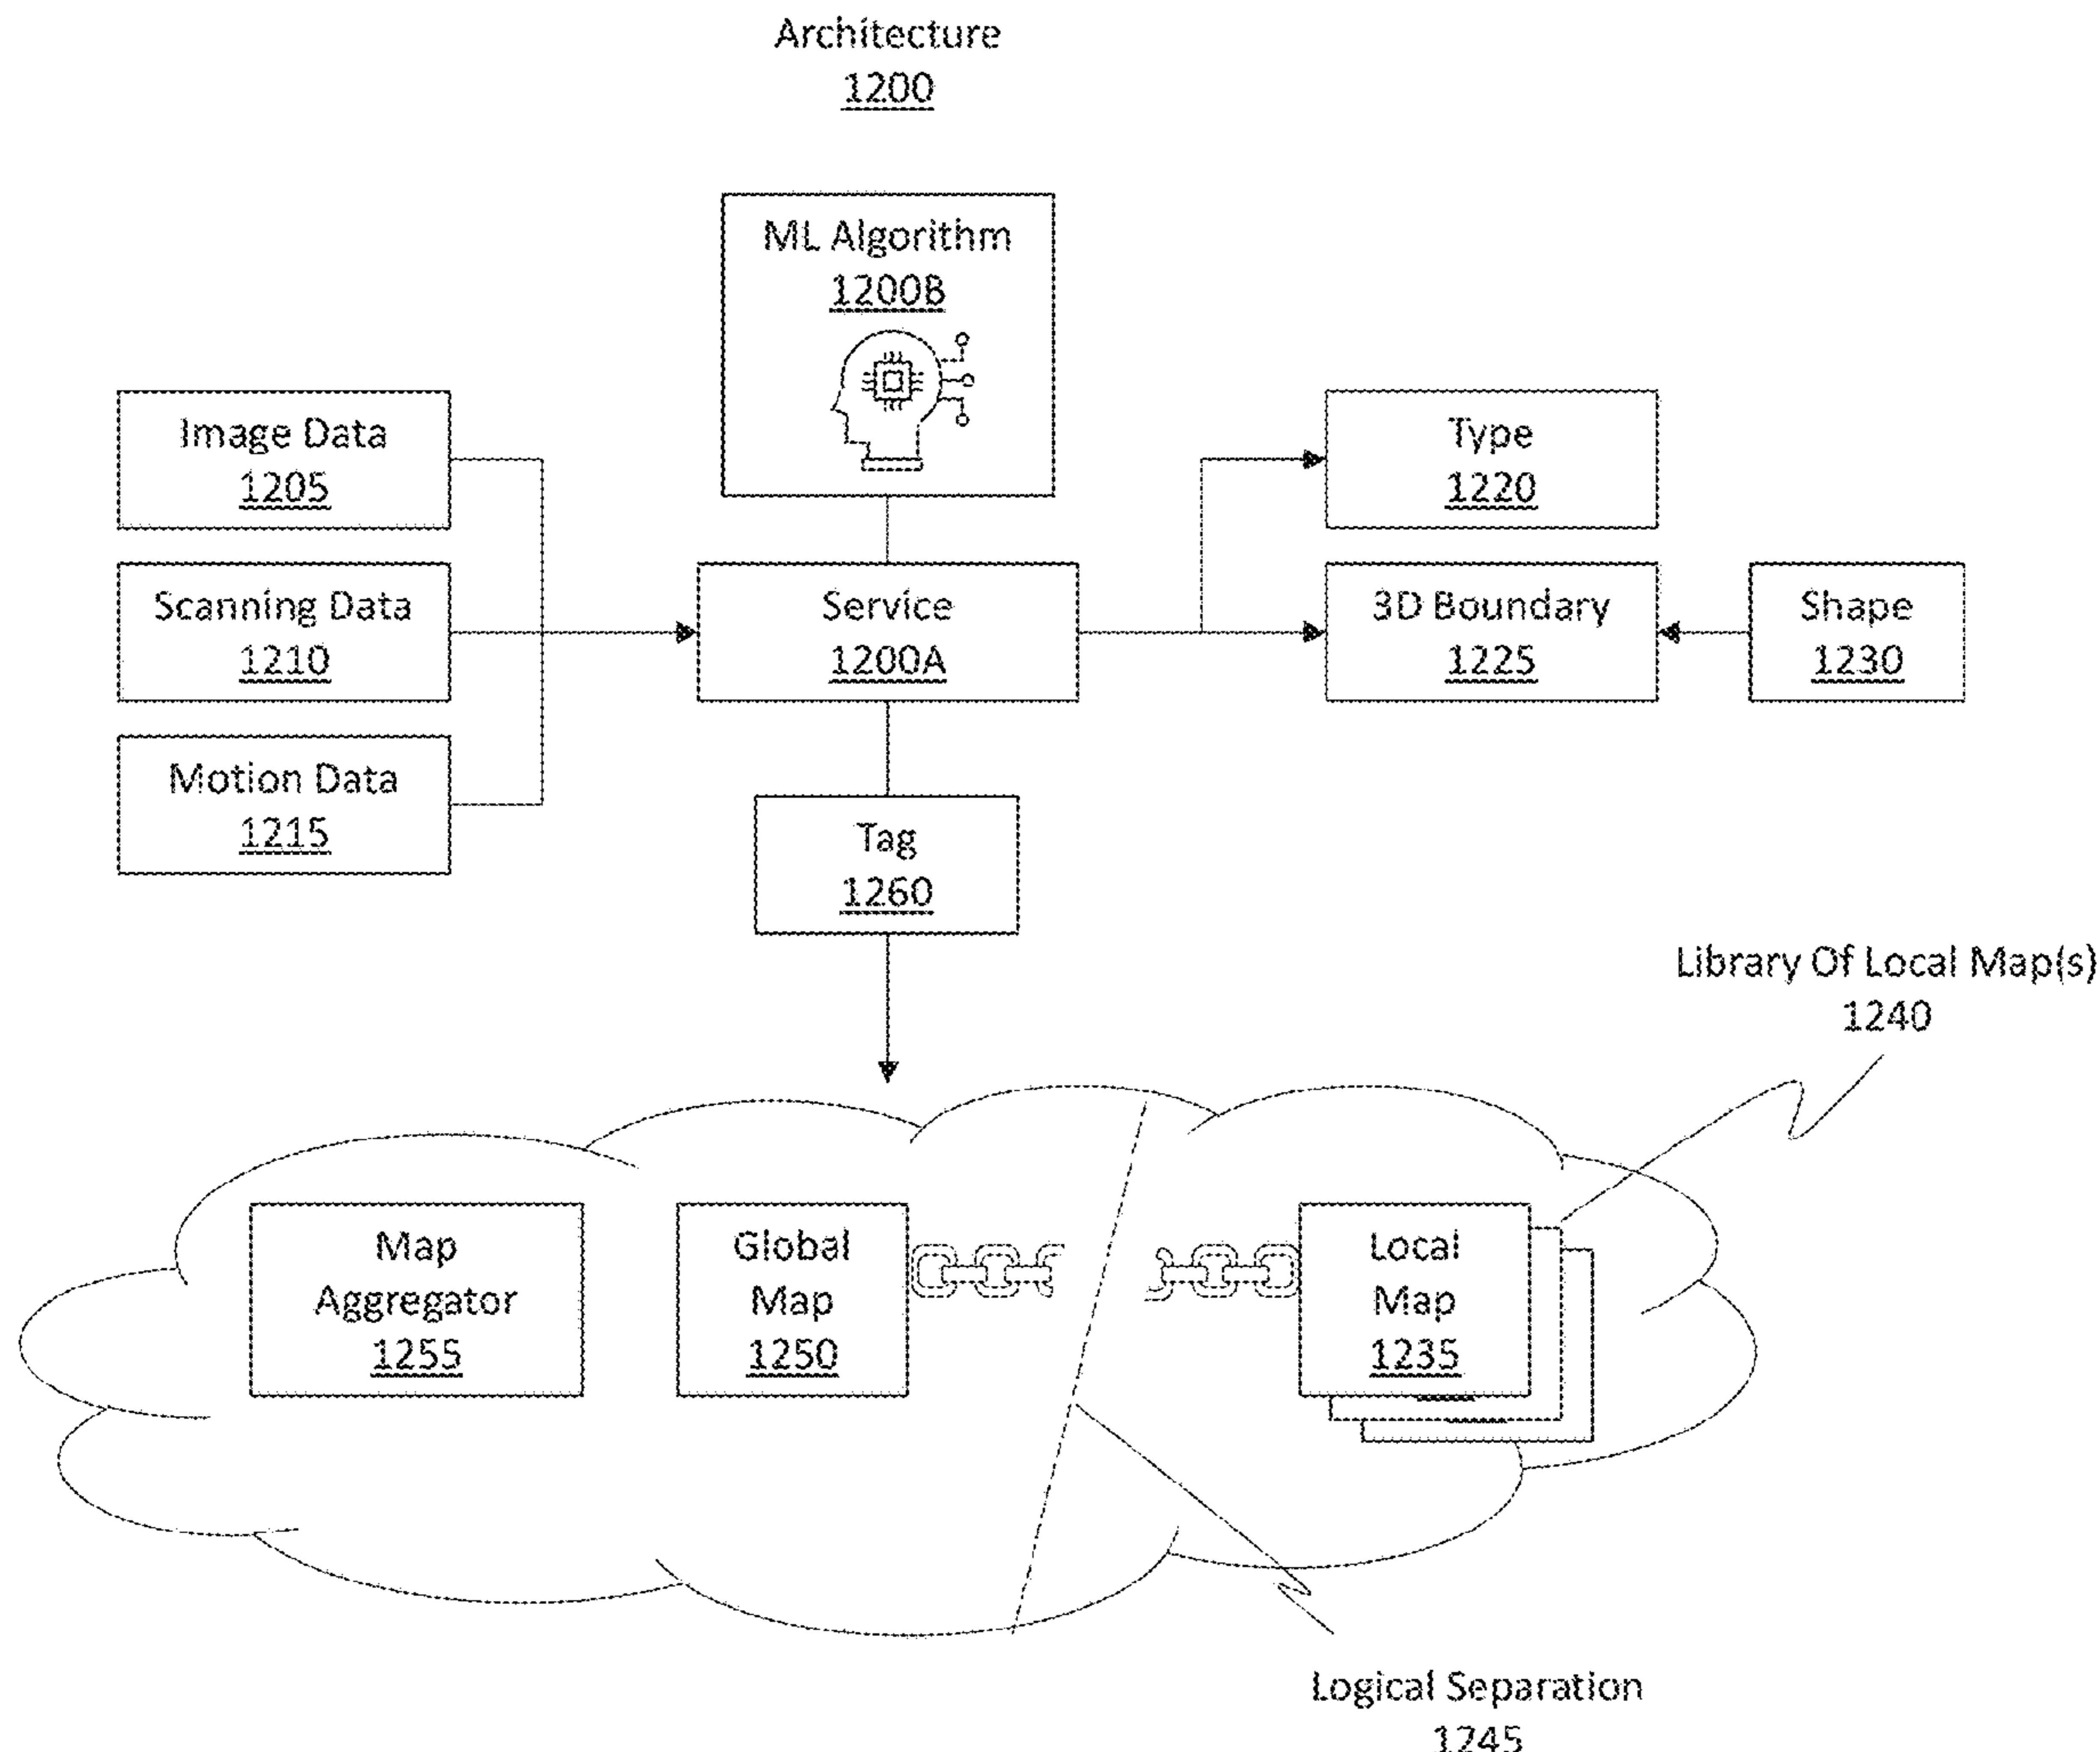 Architecture
1200
ML Algorithm
1200B
Image Data
1205
Type
1220
Scanning Data
1210
Service
1200A
3D Boundary
1225
Shape
1230
Motion Data
1215
Tag
1260
Library Of Local Map(s)
1240
Map
Aggregator
1255
Global
Map
1250
Local
Map
1235
Logical Separation
1245